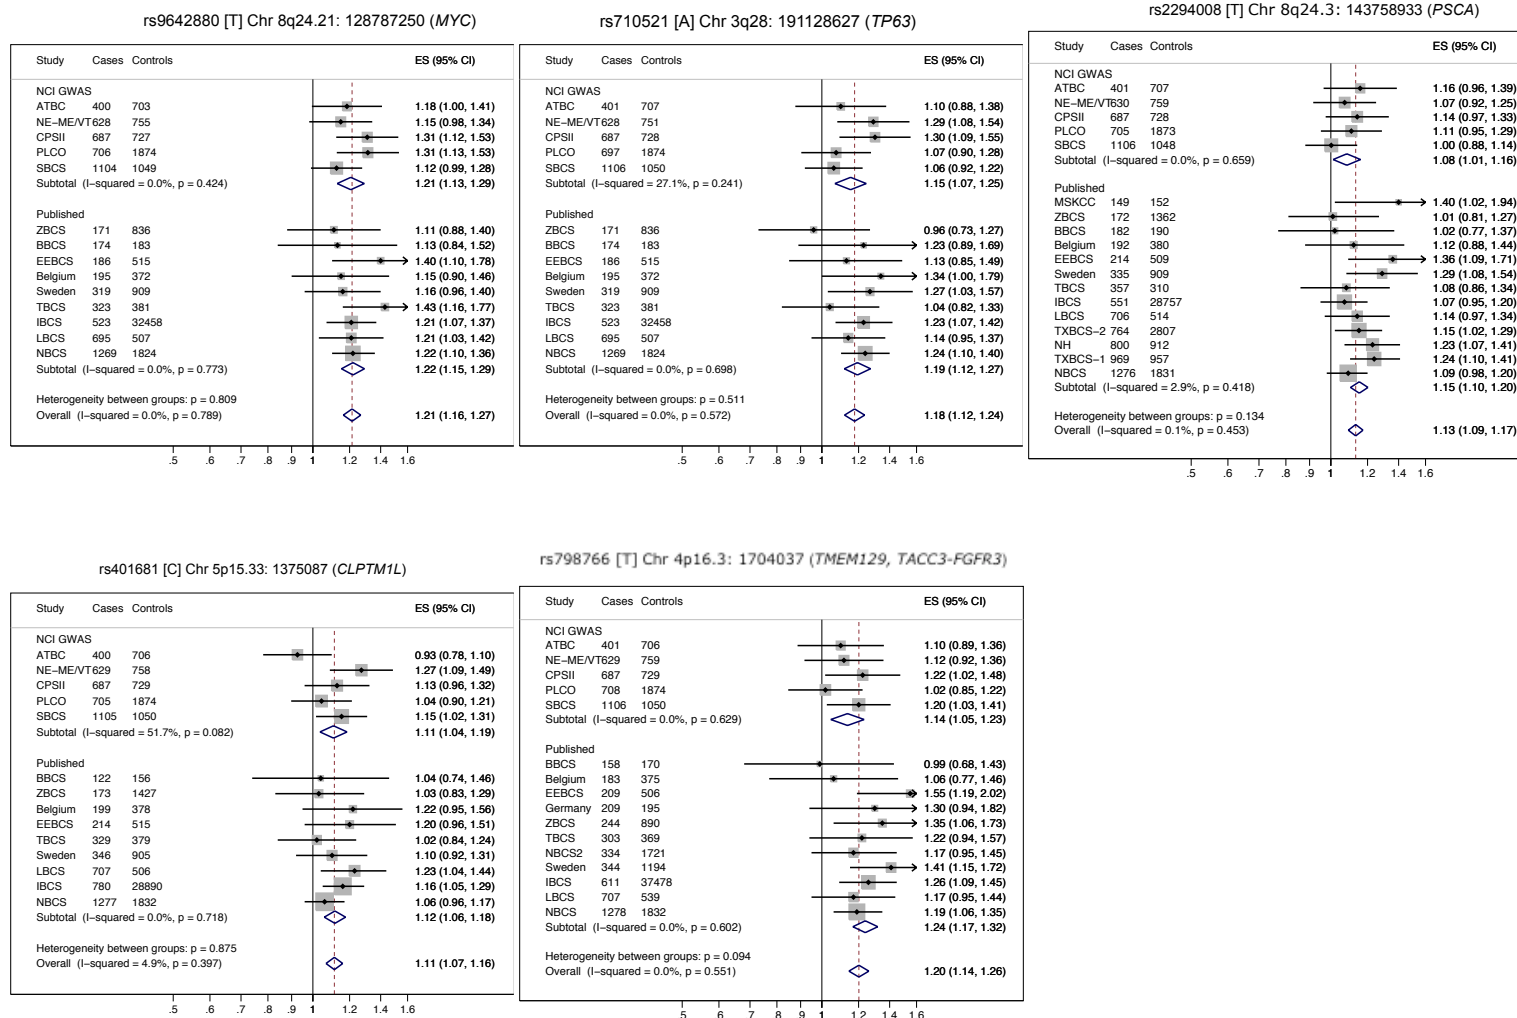 rs9642880 [T] Chr 8q24.21: 128787250 (MYC)
Study Cases Controls ES (95% CI)
NCI GWAS
ATBC 400 703 1.18 (1.00, 1.41)
NE−ME/VT628 755 1.15 (0.98, 1.34)
CPSII 687 727 1.31 (1.12, 1.53)
PLCO 706 1874 1.31 (1.13, 1.53)
SBCS 1104 1049 1.12 (0.99, 1.28)
Subtotal (I−squared = 0.0%, p = 0.424) 1.21 (1.13, 1.29)
Published
ZBCS 171 836 1.11 (0.88, 1.40)
BBCS 174 183 1.13 (0.84, 1.52)
EEBCS 186 515 1.40 (1.10, 1.78)
Belgium 195 372 1.15 (0.90, 1.46)
Sweden 319 909 1.16 (0.96, 1.40)
TBCS 323 381 1.43 (1.16, 1.77)
IBCS 523 32458 1.21 (1.07, 1.37)
LBCS 695 507 1.21 (1.03, 1.42)
NBCS 1269 1824 1.22 (1.10, 1.36)
Subtotal (I−squared = 0.0%, p = 0.773) 1.22 (1.15, 1.29)
Heterogeneity between groups: p = 0.809
Overall (I−squared = 0.0%, p = 0.789) 1.21 (1.16, 1.27)
.5 .6 .7 .8 .9 1 1.2 1.4 1.6
rs710521 [A] Chr 3q28: 191128627 (TP63)
Study Cases Controls ES (95% CI)
NCI GWAS
ATBC 401 707 1.10 (0.88, 1.38)
NE−ME/VT628 751 1.29 (1.08, 1.54)
CPSII 687 728 1.30 (1.09, 1.55)
PLCO 697 1874 1.07 (0.90, 1.28)
SBCS 1106 1050 1.06 (0.92, 1.22)
Subtotal (I−squared = 27.1%, p = 0.241) 1.15 (1.07, 1.25)
Published
ZBCS 171 836 0.96 (0.73, 1.27)
BBCS 174 183 1.23 (0.89, 1.69)
EEBCS 186 515 1.13 (0.85, 1.49)
Belgium 195 372 1.34 (1.00, 1.79)
Sweden 319 909 1.27 (1.03, 1.57)
TBCS 323 381 1.04 (0.82, 1.33)
IBCS 523 32458 1.23 (1.07, 1.42)
LBCS 695 507 1.14 (0.95, 1.37)
NBCS 1269 1824 1.24 (1.10, 1.40)
Subtotal (I−squared = 0.0%, p = 0.698) 1.19 (1.12, 1.27)
Heterogeneity between groups: p = 0.511
Overall (I−squared = 0.0%, p = 0.572) 1.18 (1.12, 1.24)
.5 .6 .7 .8 .9 1 1.2 1.4 1.6
rs2294008 [T] Chr 8q24.3: 143758933 (PSCA)
Study Cases Controls ES (95% CI)
NCI GWAS
ATBC 401 707 1.16 (0.96, 1.39)
NE−ME/VT630 759 1.07 (0.92, 1.25)
CPSII 687 728 1.14 (0.97, 1.33)
PLCO 705 1873 1.11 (0.95, 1.29)
SBCS 1106 1048 1.00 (0.88, 1.14)
Subtotal (I−squared = 0.0%, p = 0.659) 1.08 (1.01, 1.16)
Published
MSKCC 149 152 1.40 (1.02, 1.94)
ZBCS 172 1362 1.01 (0.81, 1.27)
BBCS 182 190 1.02 (0.77, 1.37)
Belgium 192 380 1.12 (0.88, 1.44)
EEBCS 214 509 1.36 (1.09, 1.71)
Sweden 335 909 1.29 (1.08, 1.54)
TBCS 357 310 1.08 (0.86, 1.34)
IBCS 551 28757 1.07 (0.95, 1.20)
LBCS 706 514 1.14 (0.97, 1.34)
TXBCS−2 764 2807 1.15 (1.02, 1.29)
NH 800 912 1.23 (1.07, 1.41)
TXBCS−1 969 957 1.24 (1.10, 1.41)
NBCS 1276 1831 1.09 (0.98, 1.20)
Subtotal (I−squared = 2.9%, p = 0.418) 1.15 (1.10, 1.20)
Heterogeneity between groups: p = 0.134
Overall (I−squared = 0.1%, p = 0.453) 1.13 (1.09, 1.17)
.5 .6 .7 .8 .9 1 1.2 1.4 1.6
rs401681 [C] Chr 5p15.33: 1375087 (CLPTM1L)
Study Cases Controls ES (95% CI)
NCI GWAS
ATBC 400 706 0.93 (0.78, 1.10)
NE−ME/VT629 758 1.27 (1.09, 1.49)
CPSII 687 729 1.13 (0.96, 1.32)
PLCO 705 1874 1.04 (0.90, 1.21)
SBCS 1105 1050 1.15 (1.02, 1.31)
Subtotal (I−squared = 51.7%, p = 0.082) 1.11 (1.04, 1.19)
Published
BBCS 122 156 1.04 (0.74, 1.46)
ZBCS 173 1427 1.03 (0.83, 1.29)
Belgium 199 378 1.22 (0.95, 1.56)
EEBCS 214 515 1.20 (0.96, 1.51)
TBCS 329 379 1.02 (0.84, 1.24)
Sweden 346 905 1.10 (0.92, 1.31)
LBCS 707 506 1.23 (1.04, 1.44)
IBCS 780 28890 1.16 (1.05, 1.29)
NBCS 1277 1832 1.06 (0.96, 1.17)
Subtotal (I−squared = 0.0%, p = 0.718) 1.12 (1.06, 1.18)
Heterogeneity between groups: p = 0.875
Overall (I−squared = 4.9%, p = 0.397) 1.11 (1.07, 1.16)
.5 .6 .7 .8 .9 1 1.2 1.4 1.6
rs798766 [T] Chr 4p16.3: 1704037 (TMEM129, TACC3-FGFR3)
Study Cases Controls ES (95% CI)
NCI GWAS
ATBC 401 706 1.10 (0.89, 1.36)
NE−ME/VT629 759 1.12 (0.92, 1.36)
CPSII 687 729 1.22 (1.02, 1.48)
PLCO 708 1874 1.02 (0.85, 1.22)
SBCS 1106 1050 1.20 (1.03, 1.41)
Subtotal (I−squared = 0.0%, p = 0.629) 1.14 (1.05, 1.23)
Published
BBCS 158 170 0.99 (0.68, 1.43)
Belgium 183 375 1.06 (0.77, 1.46)
EEBCS 209 506 1.55 (1.19, 2.02)
Germany 209 195 1.30 (0.94, 1.82)
ZBCS 244 890 1.35 (1.06, 1.73)
TBCS 303 369 1.22 (0.94, 1.57)
NBCS2 334 1721 1.17 (0.95, 1.45)
Sweden 344 1194 1.41 (1.15, 1.72)
IBCS 611 37478 1.26 (1.09, 1.45)
LBCS 707 539 1.17 (0.95, 1.44)
NBCS 1278 1832 1.19 (1.06, 1.35)
Subtotal (I−squared = 0.0%, p = 0.602) 1.24 (1.17, 1.32)
Heterogeneity between groups: p = 0.094
Overall (I−squared = 0.0%, p = 0.551) 1.20 (1.14, 1.26)
.5 .6 .7 .8 .9 1 1.2 1.4 1.6